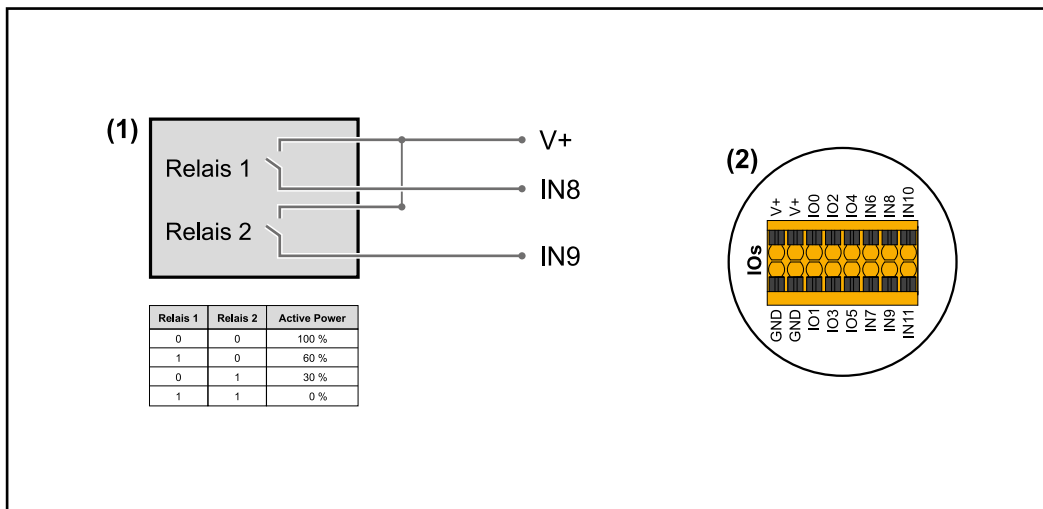 (1)
Relais 1
Relais 2
V+
IN8
IN9
Relais 1 Relais 2 Active Power
0 0 100 %
1 0 60 %
0 1 30 %
1 1 0 %
(2)
V+ V+ IO0 IO2 IO4 IN6 IN8 IN10
IOs
GND GND IO1 IO3 IO5 IN7 IN9 IN11